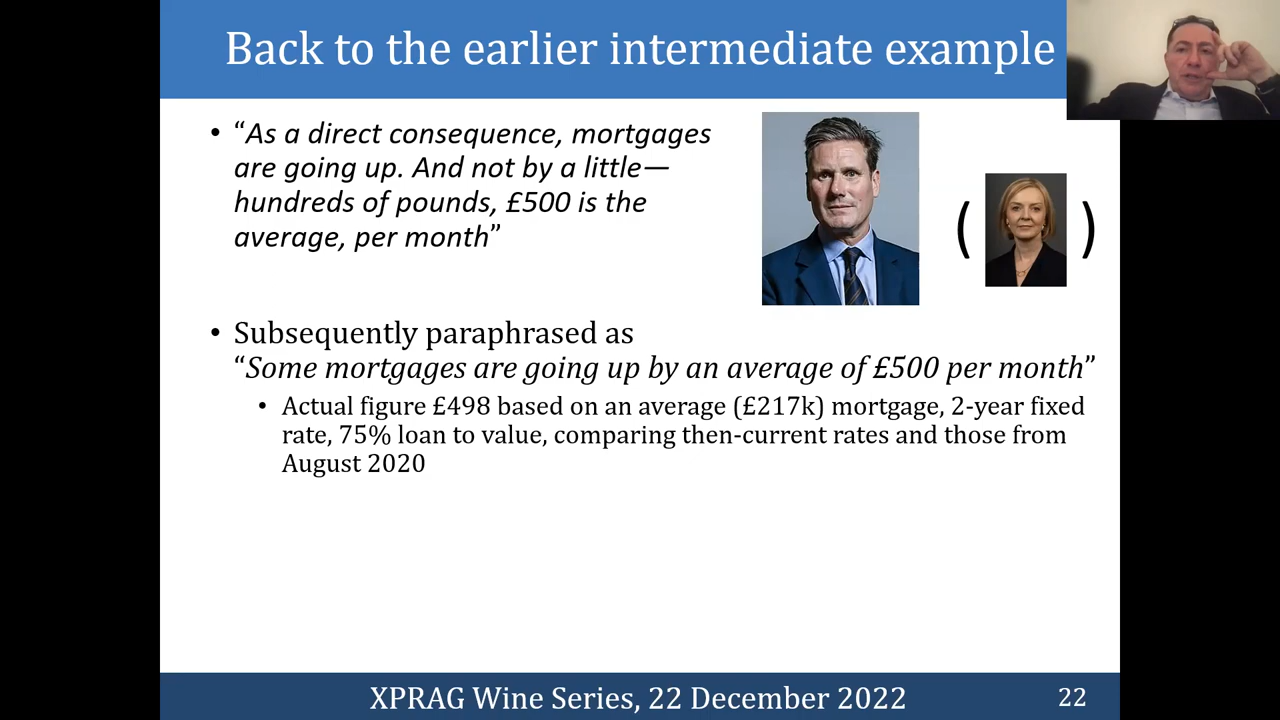 Back to the earlier intermediate example
• “As a direct consequence, mortgages
are going up. And not by a little—
hundreds of pounds, £500 is the
average, per month”
( )
• Subsequently paraphrased as
“Some mortgages are going up by an average of £500 per month”
• Actual figure £498 based on an average (£217k) mortgage, 2-year fixed
rate, 75% loan to value, comparing then-current rates and those from
August 2020
XPRAG Wine Series, 22 December 2022
22